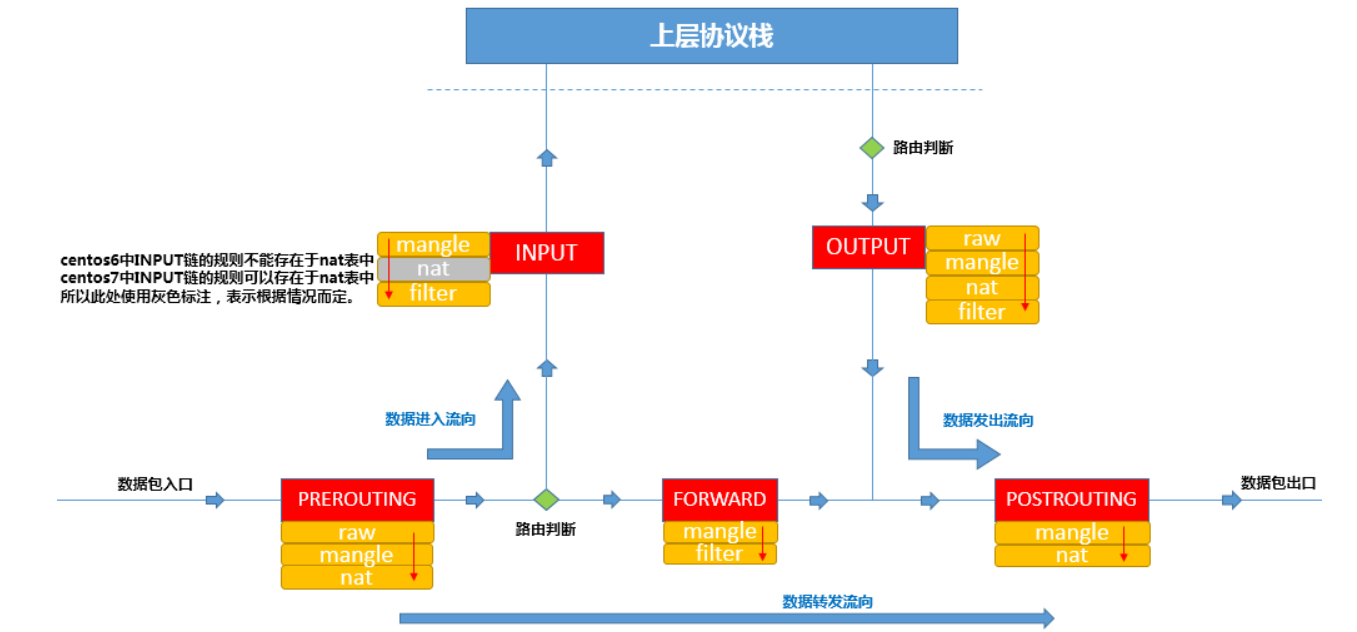 上层协议栈
路由判断
mangle
nat
filter
INPUT
OUTPUT
raw
mangle
nat
filter
centos6中INPUT链的规则不能存在于nat表中
centos7中INPUT链的规则可以存在于nat表中
所以此处使用灰色标注，表示根据情况而定。
数据进入流向
数据发出流向
数据包入口
PREROUTING
raw
mangle
nat
路由判断
FORWARD
mangle
filter
POSTROUTING
mangle
nat
数据包出口
数据转发流向